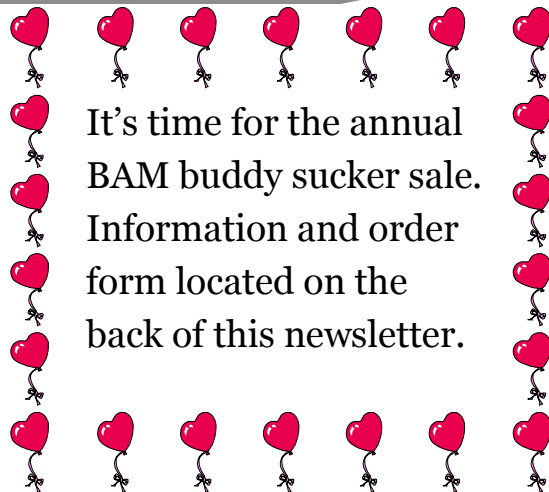 It’s time for the annual
BAM buddy sucker sale.
Information and order
form located on the
back of this newsletter.